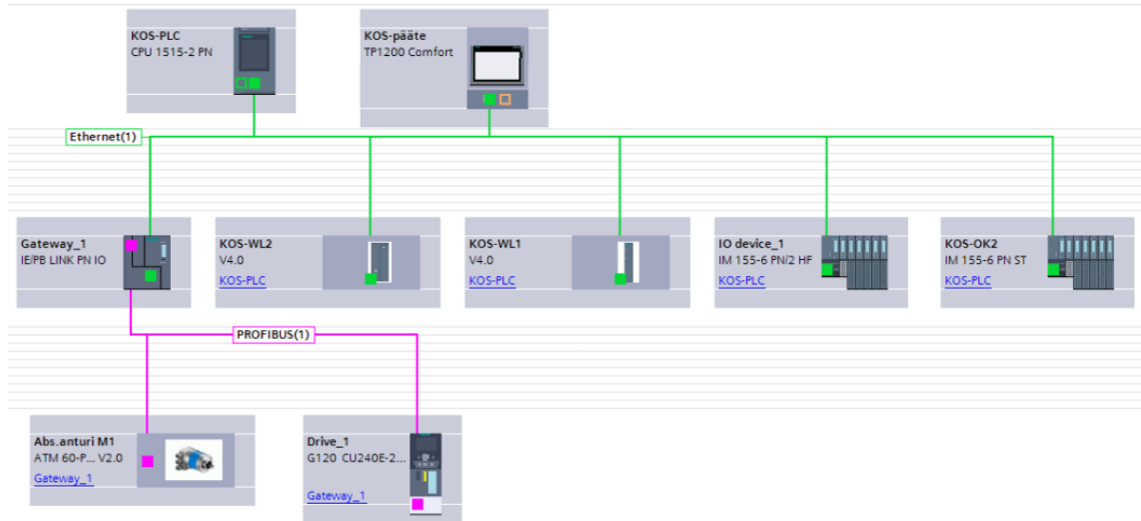 KOS-PLC
CPU 1515-2 PN
KOS-pääte
TP1200 Comfort
Ethernet(1)
Gateway_1
IE/PB LINK PN IO
KOS-WL2
V4.0
KOS-PLC
KOS-WL1
V4.0
KOS-PLC
IO device_1
IM 155-6 PN/2 HF
KOS-PLC
KOS-OK2
IM 155-6 PN ST
KOS-PLC
PROFIBUS(1)
Abs.anturi M1
ATM 60-P... V2.0
Gateway_1
Drive_1
G120 CU240E-2...
Gateway_1